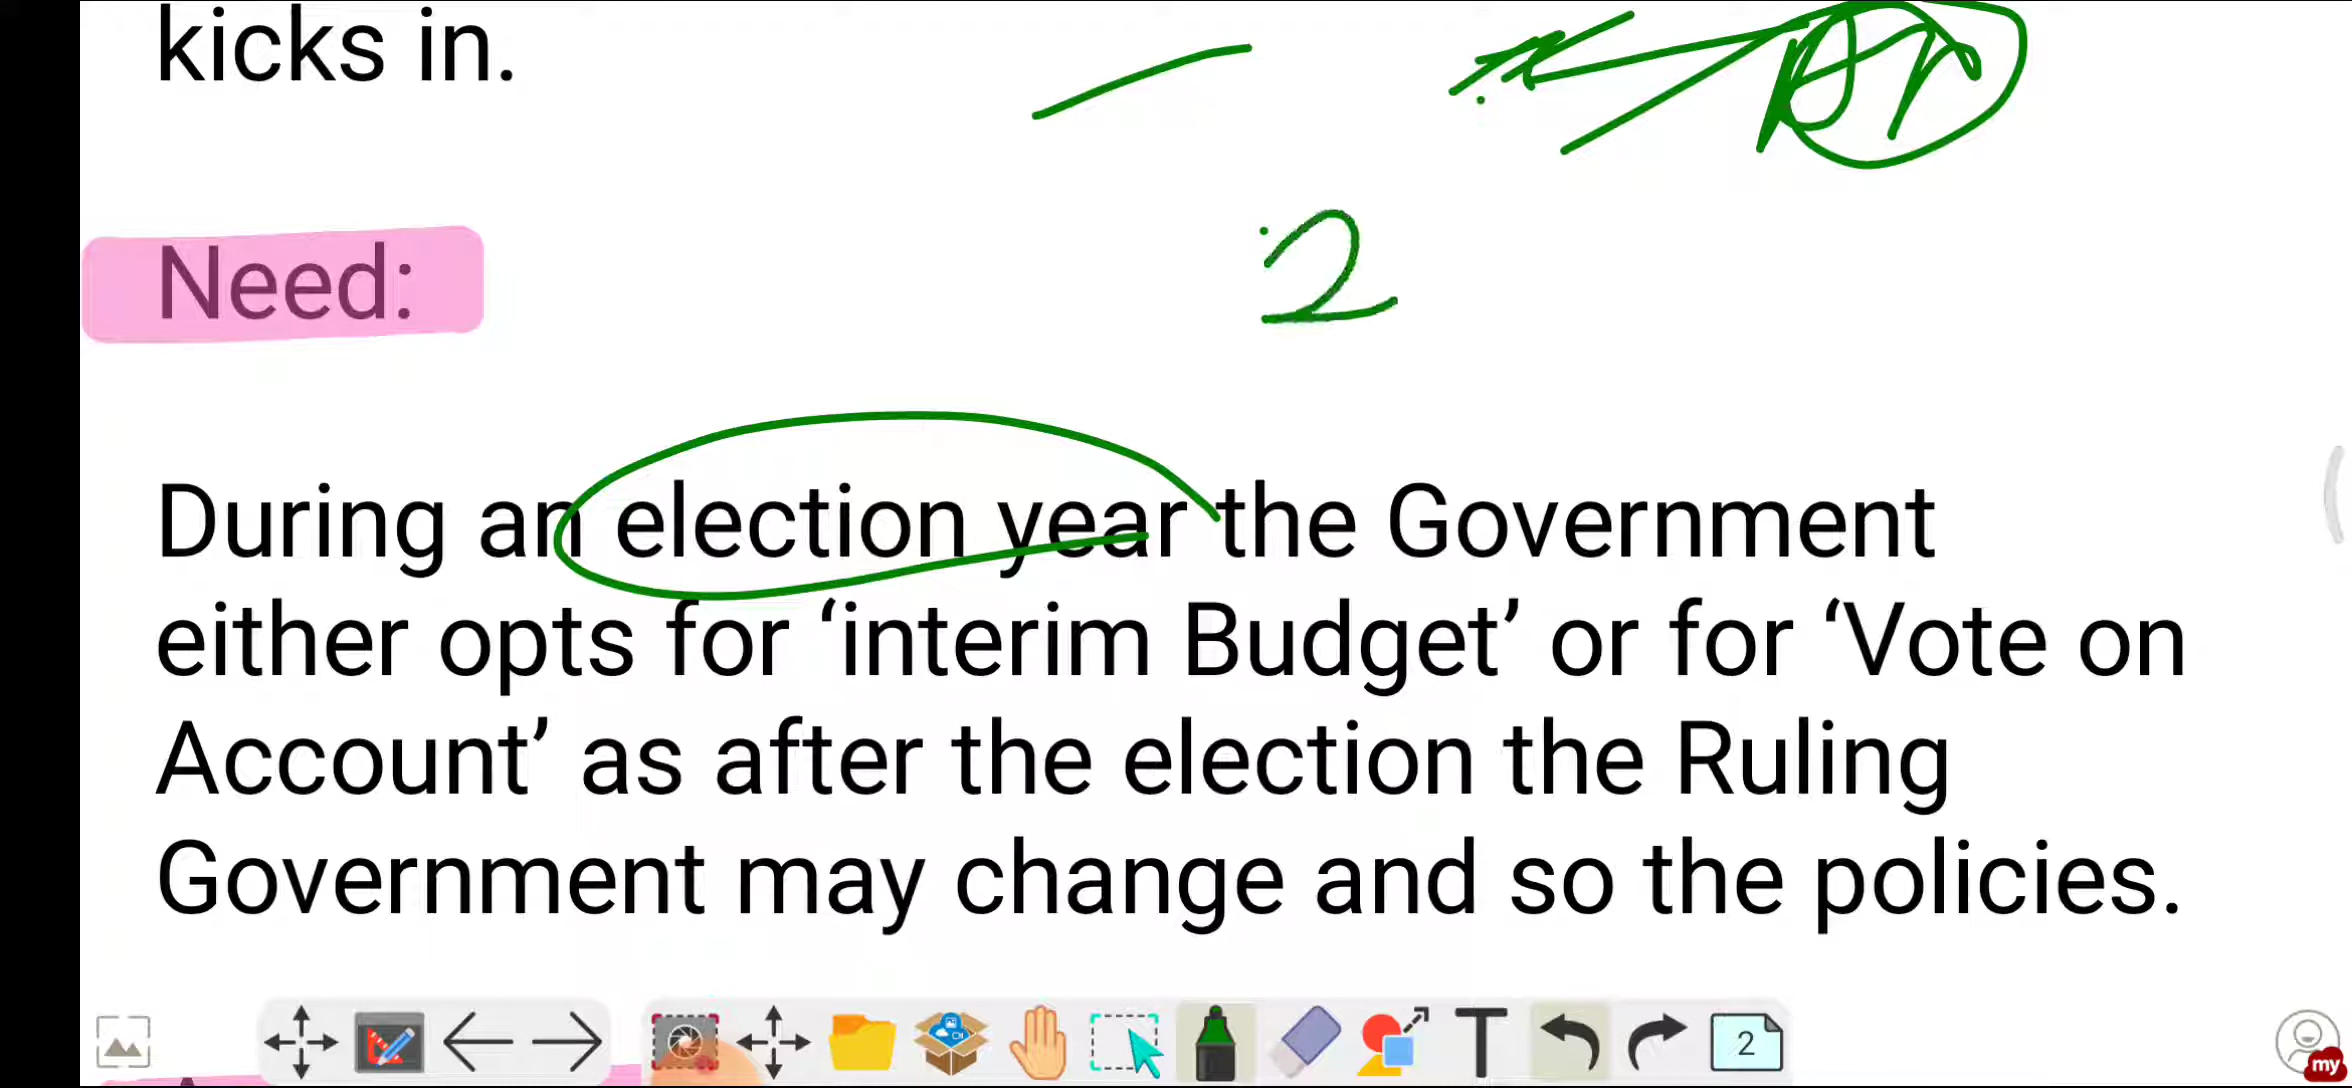 kicks in.
2
Need:
During an election year the Government
either opts for ‘interim Budget’ or for ‘Vote on
Account’ as after the election the Ruling
Government may change and so the policies.
T
2
my